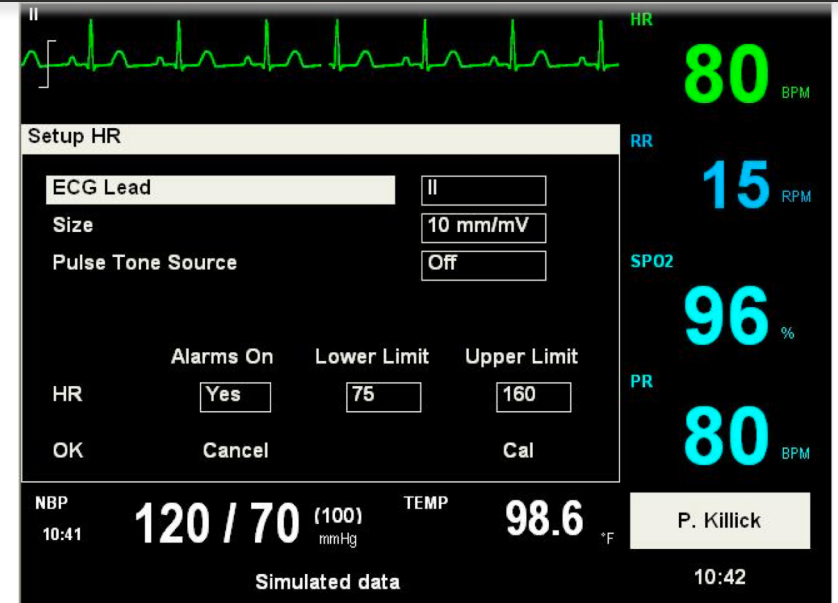 II
HR
80 BPM
Setup HR
RR
15 RPM
ECG Lead II
Size 10 mm/mV
Pulse Tone Source Off
SPO2
96 %
Alarms On Lower Limit Upper Limit
HR Yes 75 160
OK Cancel Cal
PR
80 BPM
NBP
10:41
120 / 70 (100) mmHg
TEMP
98.6 °F
P. Killick
Simulated data
10:42